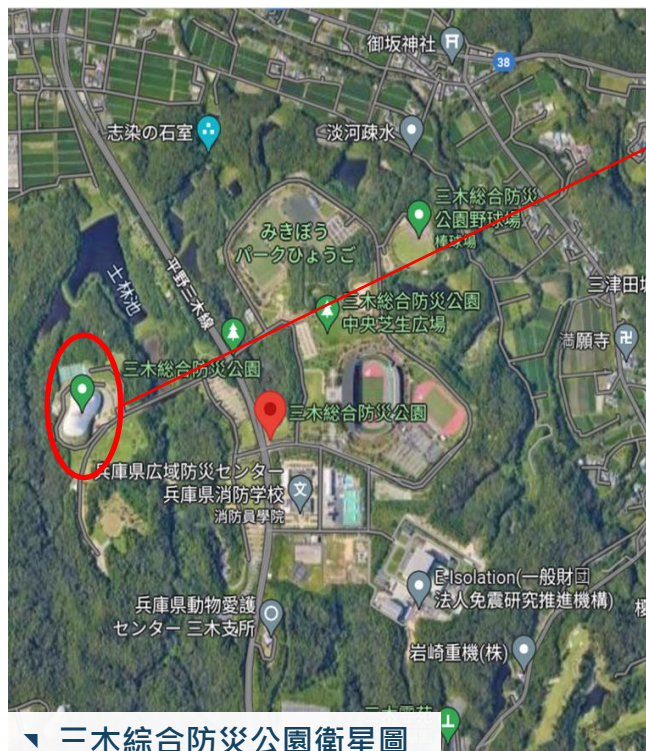 御坂神社
38
志染の石室
淡河疎水
三木総合防災
公園野球場
棒球場
みきぼう
パークひょうご
平野三木線
士林池
三津田城
三木総合防災公園
中央芝生広場
満願寺
三木総合防災公園
三木総合防災公園
兵庫県広域防災センター
兵庫県消防学校
消防員學院
E-Isolation(一般財団
法人免震研究推進機構)
兵庫県動物愛護
センター 三木支所
岩崎重機(株)
三木綜合防災公園衛星圖